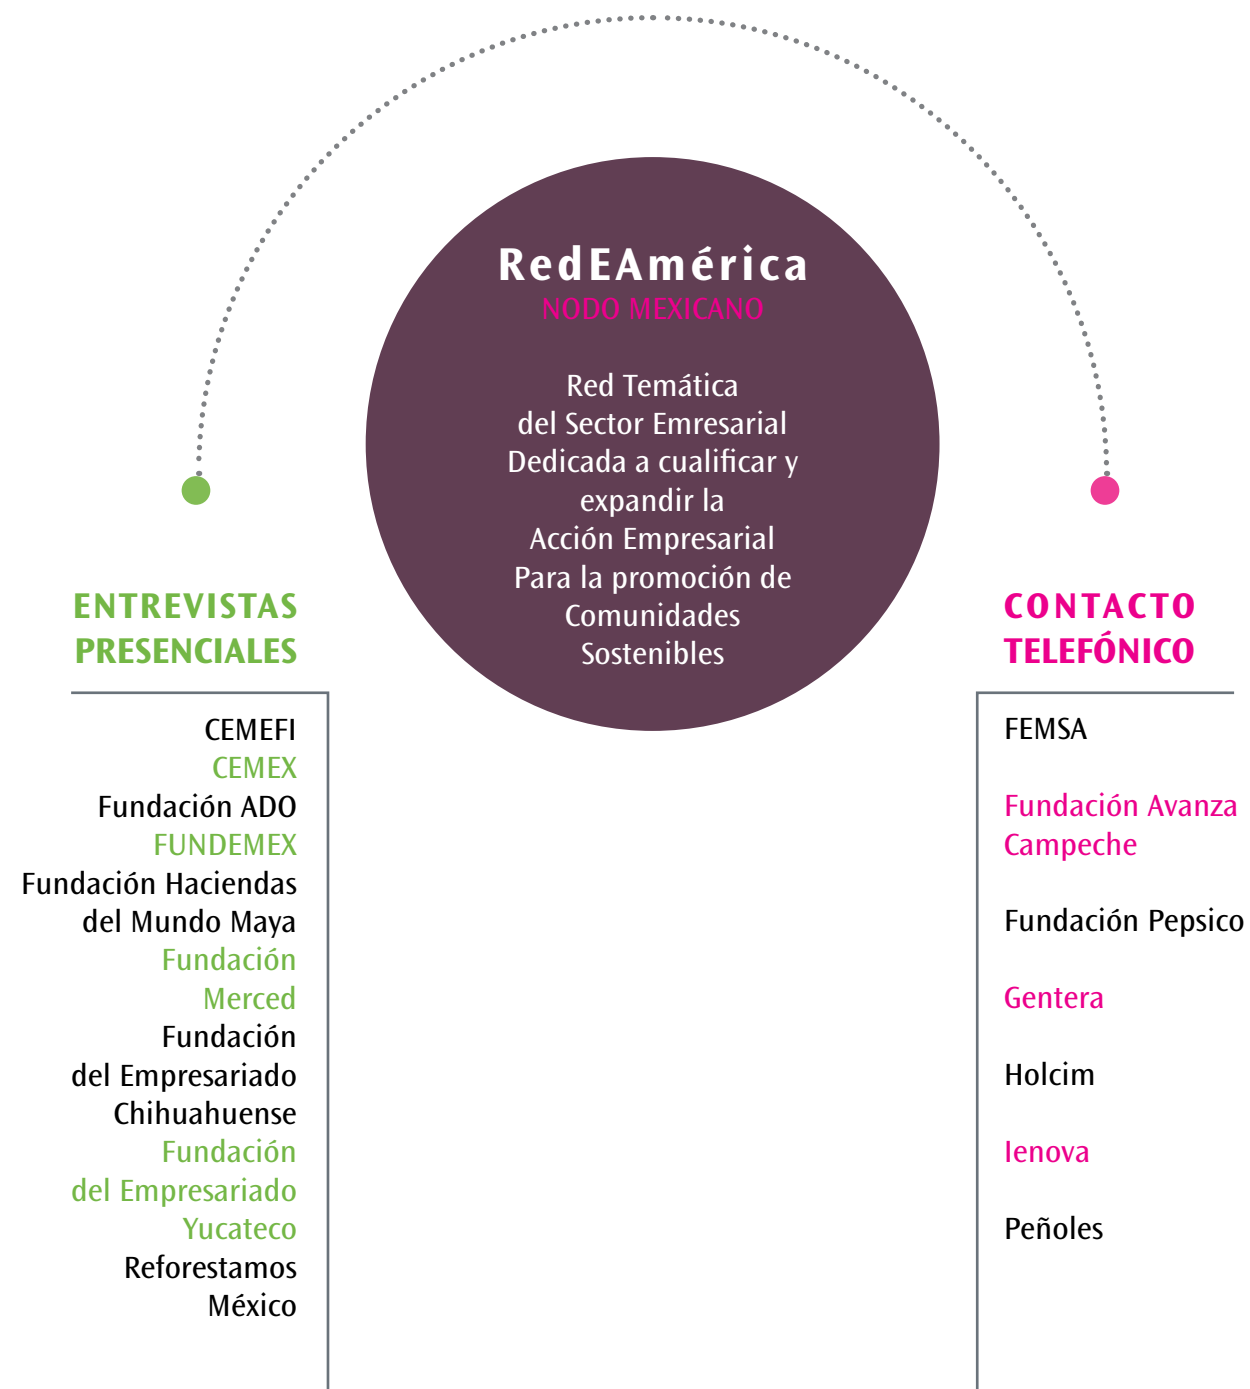 RedEAmérica
NODO MEXICANO
Red Temática
del Sector Emresarial
Dedicada a cualificar y
expandir la
Acción Empresarial
Para la promoción de
Comunidades
Sostenibles
ENTREVISTAS
PRESENCIALES
CEMEFI
CEMEX
Fundación ADO
FUNDEMEX
Fundación Haciendas
del Mundo Maya
Fundación
Merced
Fundación
del Empresariado
Chihuahuense
Fundación
del Empresariado
Yucateco
Reforestamos
México
CONTACTO
TELEFÓNICO
FEMSA
Fundación Avanza
Campeche
Fundación Pepsico
Gentera
Holcim
Ienova
Peñoles